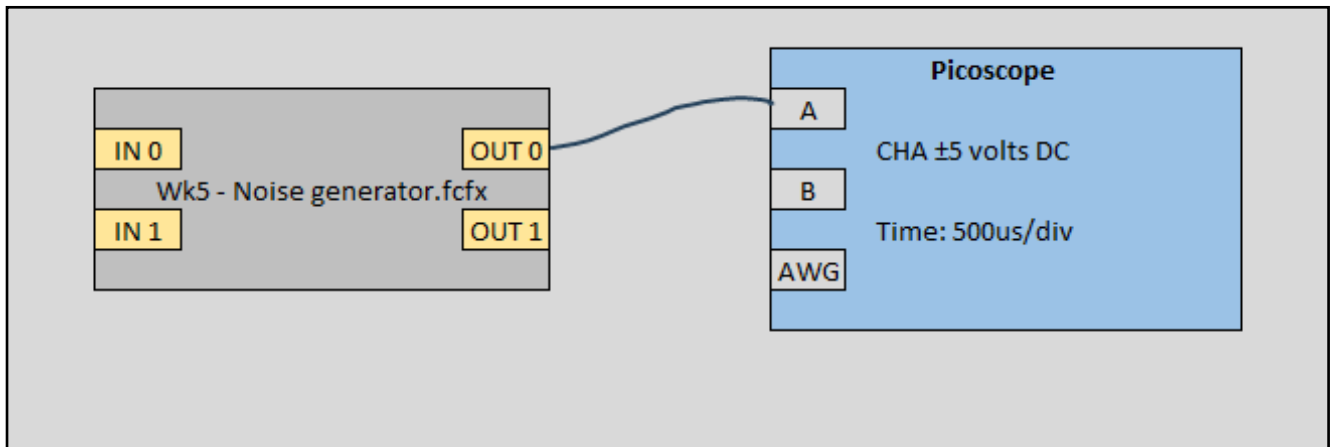 IN 0
OUT 0
Wk5 - Noise generator.fcfx
IN 1
OUT 1
Picoscope
A
CHA ±5 volts DC
B
Time: 500us/div
AWG